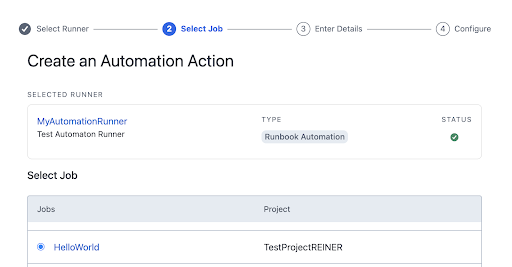 Select Runner 2 Select Job 3 Enter Details 4 Configure
Create an Automation Action
SELECTED RUNNER
MyAutomationRunner TYPE STATUS
Test Automaton Runner Runbook Automation
Select Job
Jobs Project
HelloWorld TestProjectREINER